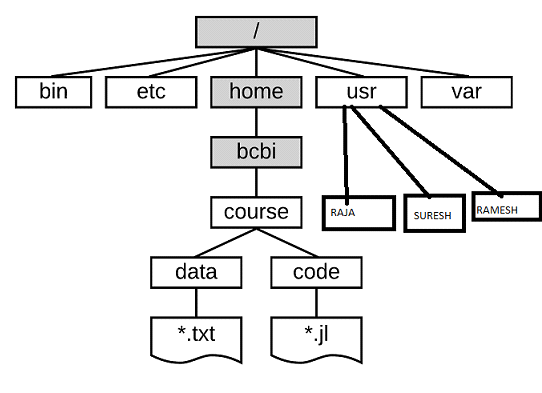 /
bin etc home usr var
bcbi
course
RAJA SURESH RAMESH
data code
*.txt *.jl